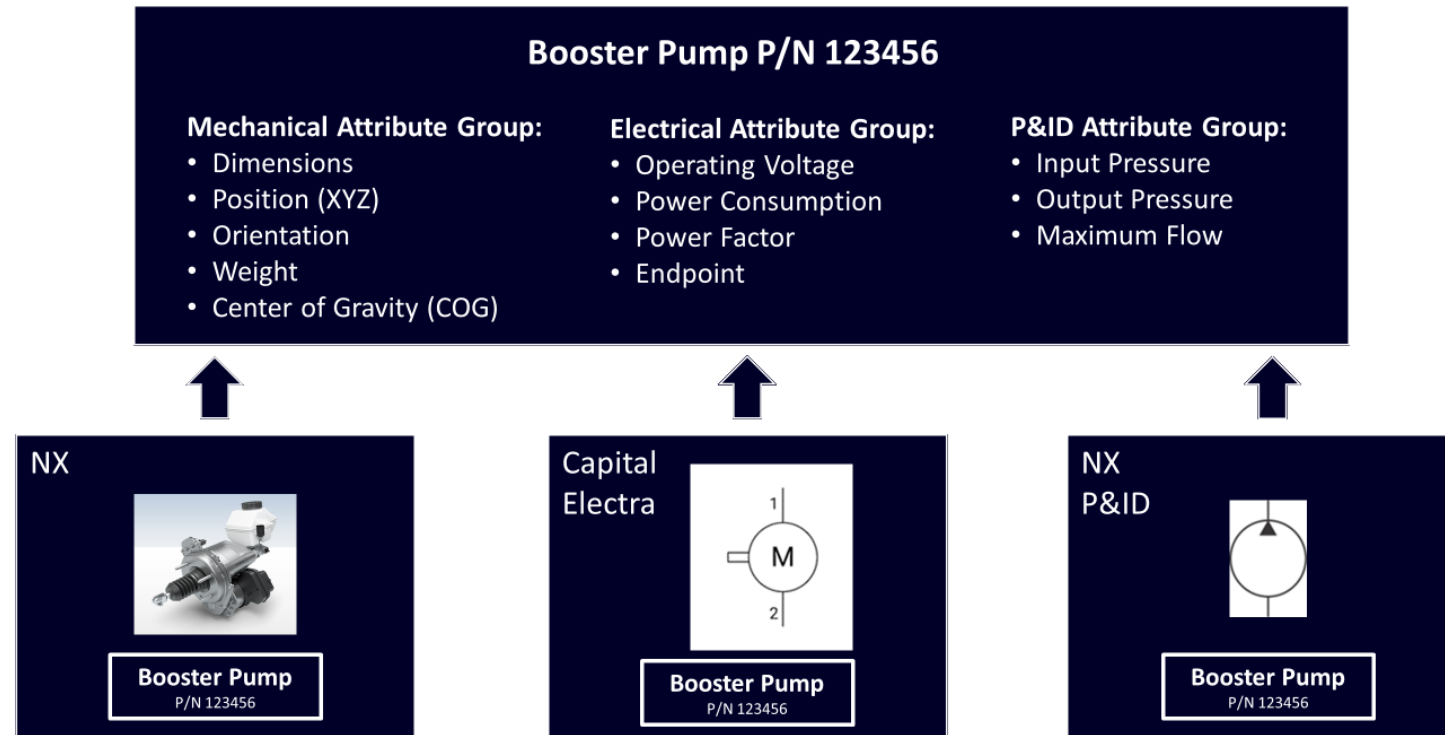 Booster Pump P/N 123456
Mechanical Attribute Group:
• Dimensions
• Position (XYZ)
• Orientation
• Weight
• Center of Gravity (COG)
Electrical Attribute Group:
• Operating Voltage
• Power Consumption
• Power Factor
• Endpoint
P&ID Attribute Group:
• Input Pressure
• Output Pressure
• Maximum Flow
NX
Booster Pump
P/N 123456
Capital
Electra
1
M
2
Booster Pump
P/N 123456
NX
P&ID
Booster Pump
P/N 123456